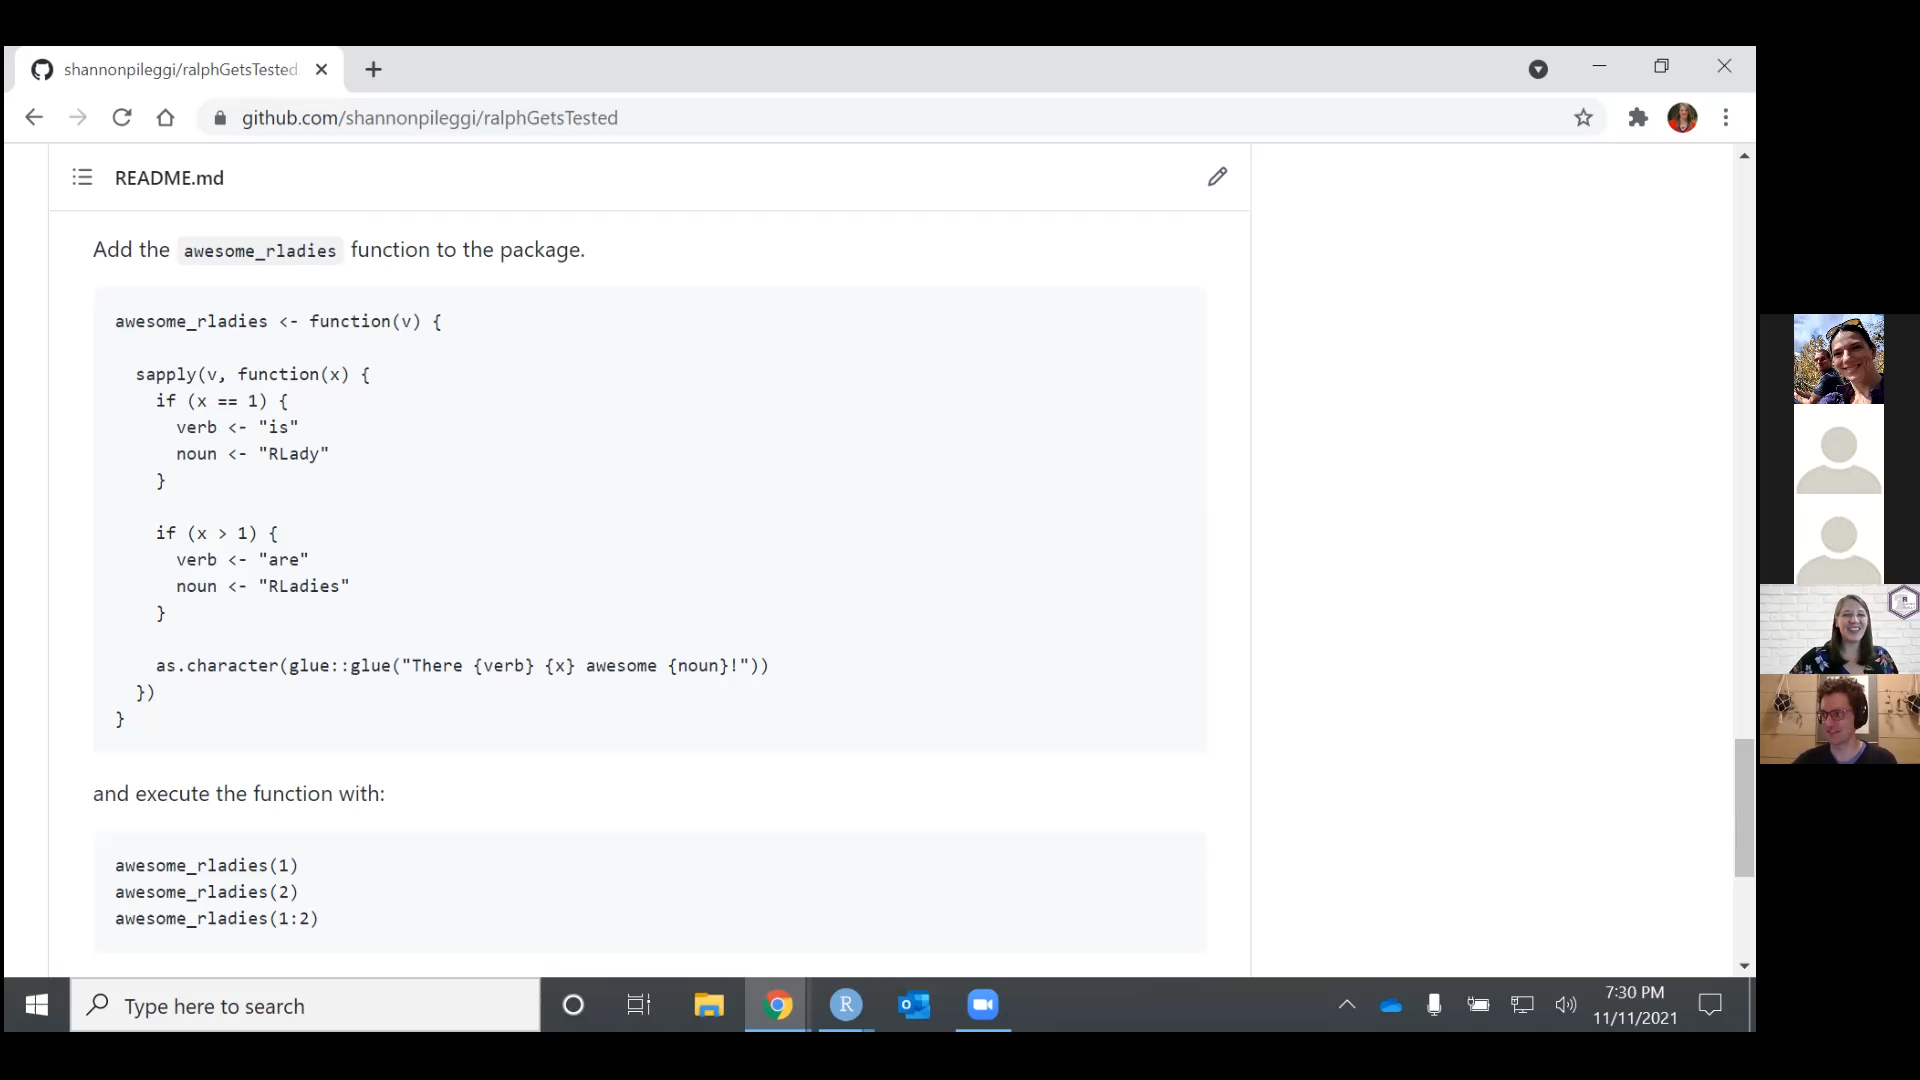 shannonpileggi/ralphGetsTested
github.com/shannonpileggi/ralphGetsTested
README.md
Add the awesome_rladies function to the package.
awesome_rladies <- function(v) {
sapply(v, function(x) {
if (x == 1) {
verb <- "is"
noun <- "RLady"
}
if (x > 1) {
verb <- "are"
noun <- "RLadies"
}
as.character(glue::glue("There {verb} {x} awesome {noun}!"))
})
}
and execute the function with:
awesome_rladies(1)
awesome_rladies(2)
awesome_rladies(1:2)
Type here to search
7:30 PM
11/11/2021